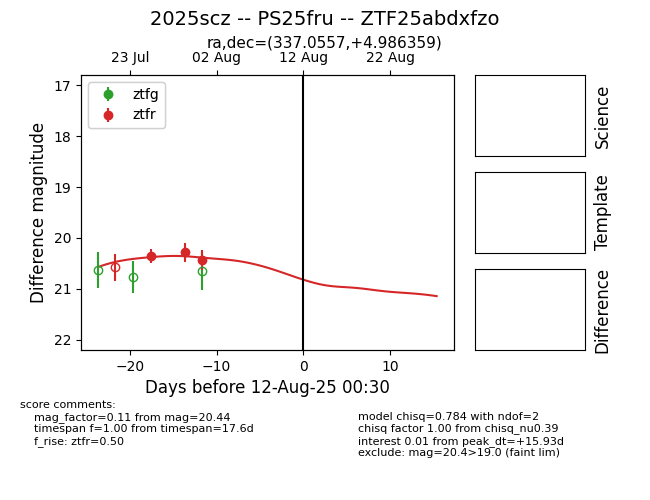 2025scz -- PS25fru -- ZTF25abdxfzo
ra,dec=(337.0557,+4.986359)
23 Jul 02 Aug 12 Aug 22 Aug
ztfg
ztfr
17
18
19
20
21
22
Difference magnitude
−20 −10 0 10
Days before 12-Aug-25 00:30
Science
Template
Difference
score comments:
mag_factor=0.11 from mag=20.44
timespan f=1.00 from timespan=17.6d
f_rise: ztfr=0.50
model chisq=0.784 with ndof=2
chisq factor 1.00 from chisq_nu0.39
interest 0.01 from peak_dt=+15.93d
exclude: mag=20.4>19.0 (faint lim)